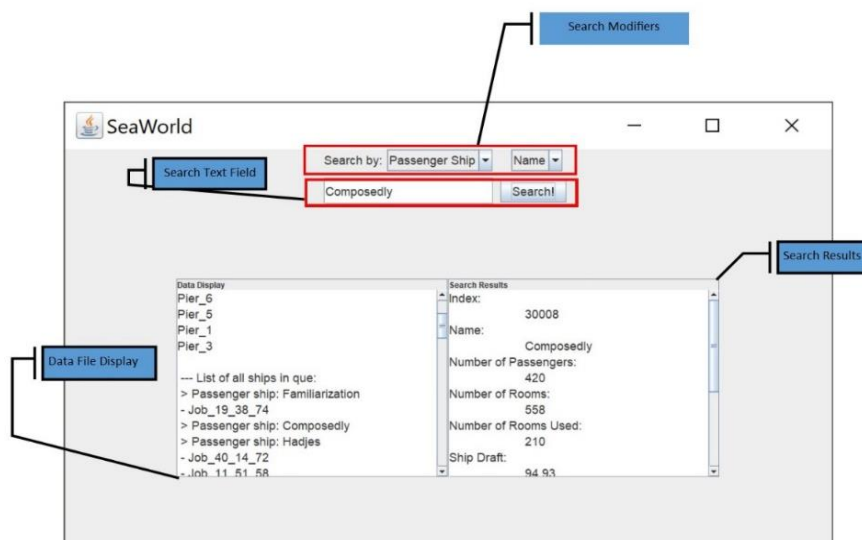 Search Modifiers
SeaWorld
Search by: Passenger Ship Name
Search Text Field
Composedly Search!
Search Results
Data Display
Pier_6
Pier_5
Pier_1
Pier_3
--- List of all ships in que:
> Passenger ship: Familiarization
- Job_19_38_74
> Passenger ship: Composedly
> Passenger ship: Hadjes
- Job_40_14_72
- Job_11_51_58
Search Results
Index:
30008
Name:
Composedly
Number of Passengers:
420
Number of Rooms:
558
Number of Rooms Used:
210
Ship Draft:
94.93
Data File Display